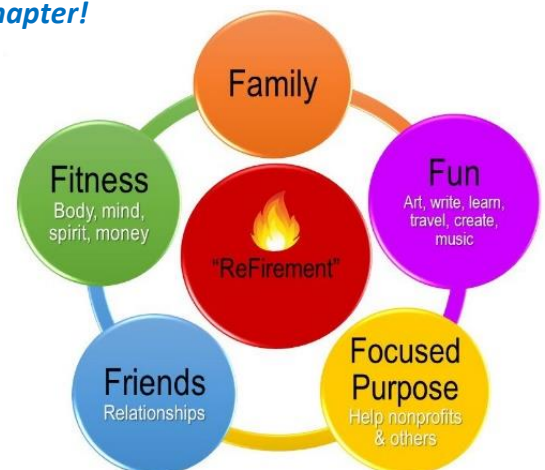 hapter!
Family
Fun
Art, write, learn,
travel, create,
music
Focused
Purpose
Help nonprofits
& others
Friends
Relationships
Fitness
Body, mind,
spirit, money
"ReFirement"